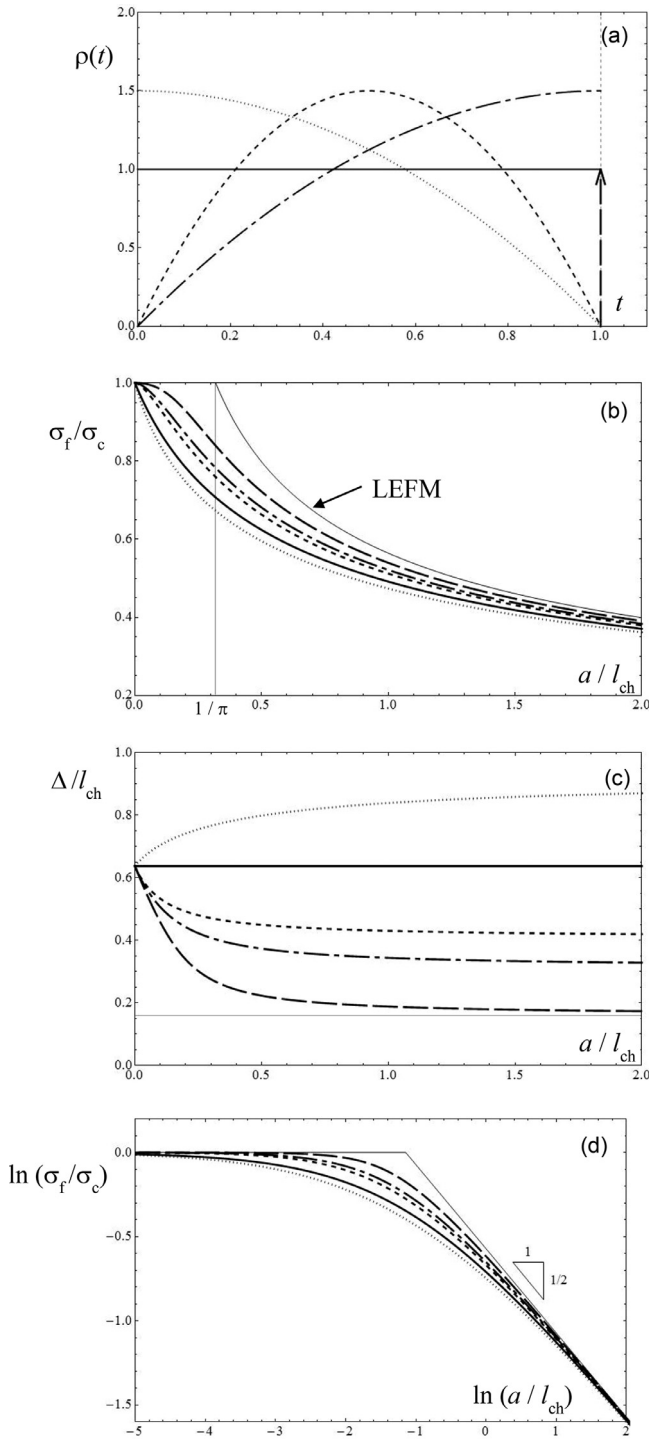 (a)
ρ(t)
2.0
1.5
1.0
0.5
0.0
t
0.0 0.2 0.4 0.6 0.8 1.0
(b)
σf/σc
1.0
0.8
0.6
0.4
0.2
LEFM
a / lch
0.0 1 / π 0.5 1.0 1.5 2.0
(c)
Δ/lch
1.0
0.8
0.6
0.4
0.2
0.0
a / lch
0.0 0.5 1.0 1.5 2.0
(d)
ln (σf/σc)
0.0
−0.5
−1.0
−1.5
1
1/2
ln (a / lch)
−5 −4 −3 −2 −1 0 1 2